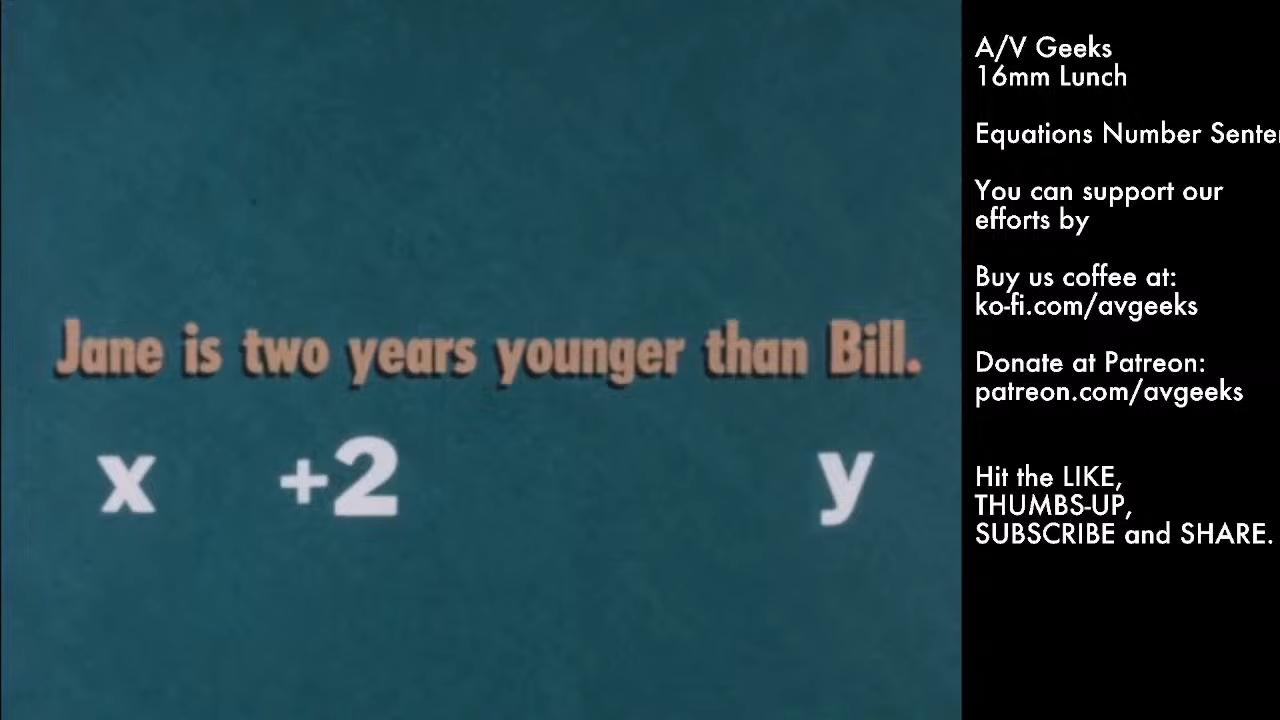 Jane is two years younger than Bill.
x +2 y
A/V Geeks
16mm Lunch
Equations Number Sente
You can support our
efforts by
Buy us coffee at:
ko-fi.com/avgeeks
Donate at Patreon:
patreon.com/avgeeks
Hit the LIKE,
THUMBS-UP,
SUBSCRIBE and SHARE.